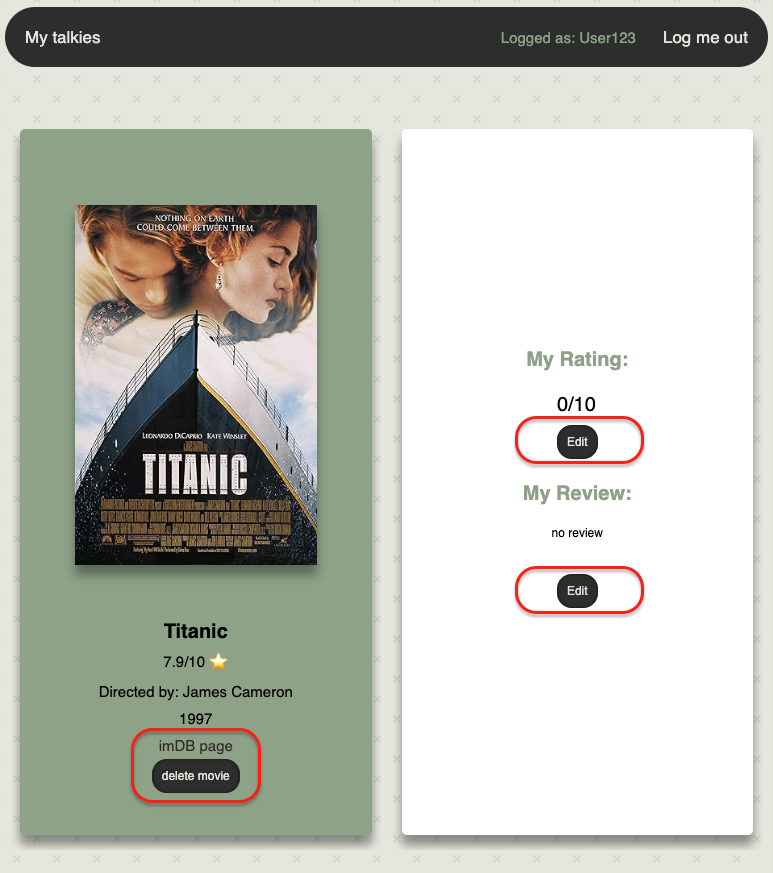 My talkies
Logged as: User123
Log me out
NOTHING ON EARTH
COULD COME BETWEEN THEM.
LEONARDO DiCAPRIO KATE WINSLET
TITANIC
Titanic
7.9/10 ⭐
Directed by: James Cameron
1997
imDB page
delete movie
My Rating:
0/10
Edit
My Review:
no review
Edit